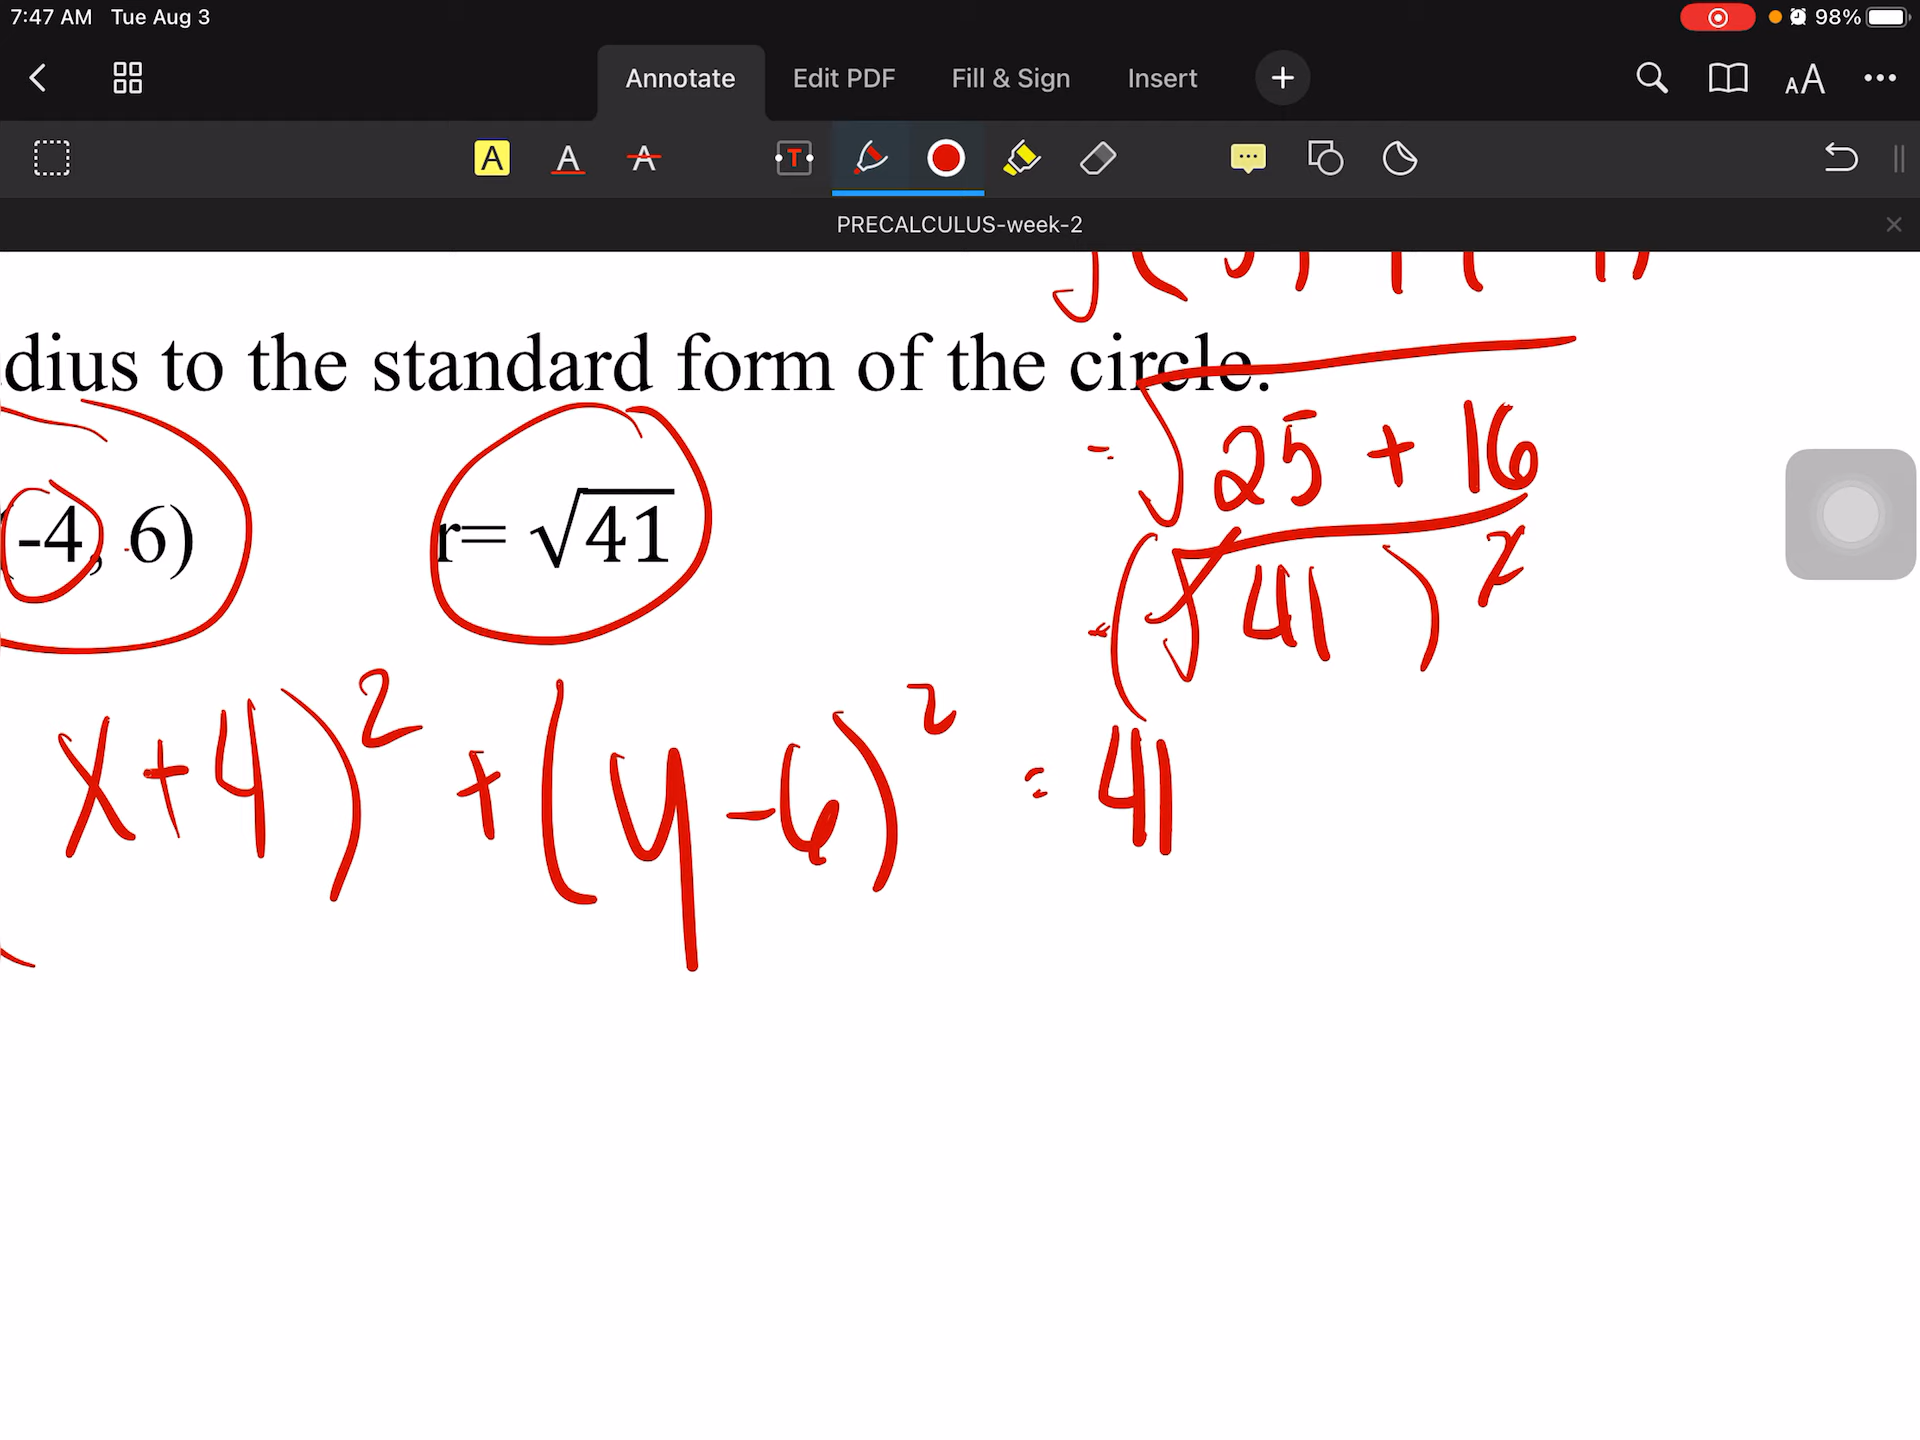 7:47 AM Tue Aug 3
98%
Annotate Edit PDF Fill & Sign Insert
AA
A A A T
PRECALCULUS-week-2
dius to the standard form of the circle.
= √25 + 16
-4, 6) r= √41
= (√41)²
x+4)² + (y-6)² = 41